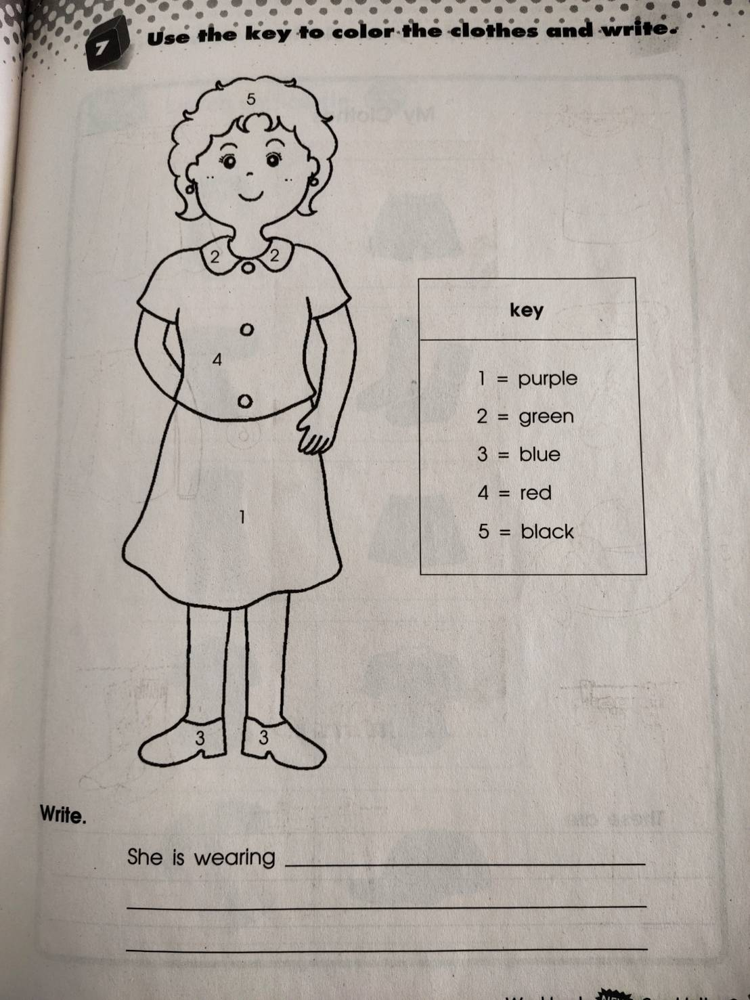 7 Use the key to color the clothes and write.
5
2 2
4
1
3 3
key
1 = purple
2 = green
3 = blue
4 = red
5 = black
Write.
She is wearing